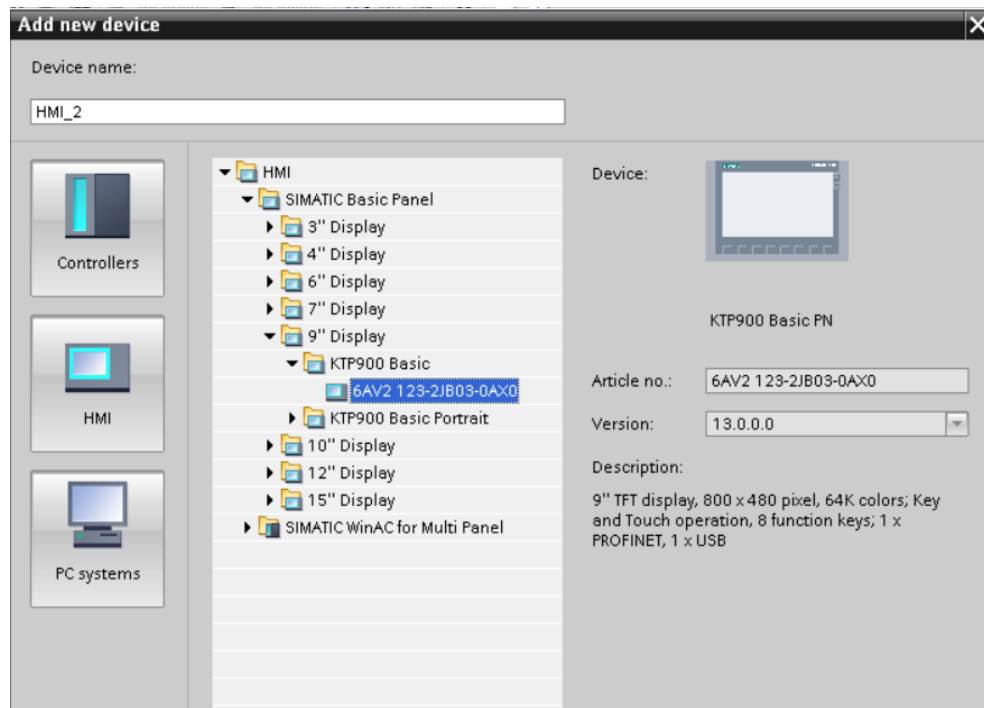 Add new device
Device name:
HMI_2
Controllers
HMI
PC systems
HMI
SIMATIC Basic Panel
3" Display
4" Display
6" Display
7" Display
9" Display
KTP900 Basic
6AV2 123-2JB03-0AX0
KTP900 Basic Portrait
10" Display
12" Display
15" Display
SIMATIC WinAC for Multi Panel
Device:
KTP900 Basic PN
Article no.:
6AV2 123-2JB03-0AX0
Version:
13.0.0.0
Description:
9" TFT display, 800 x 480 pixel, 64K colors; Key
and Touch operation, 8 function keys; 1 x
PROFINET, 1 x USB